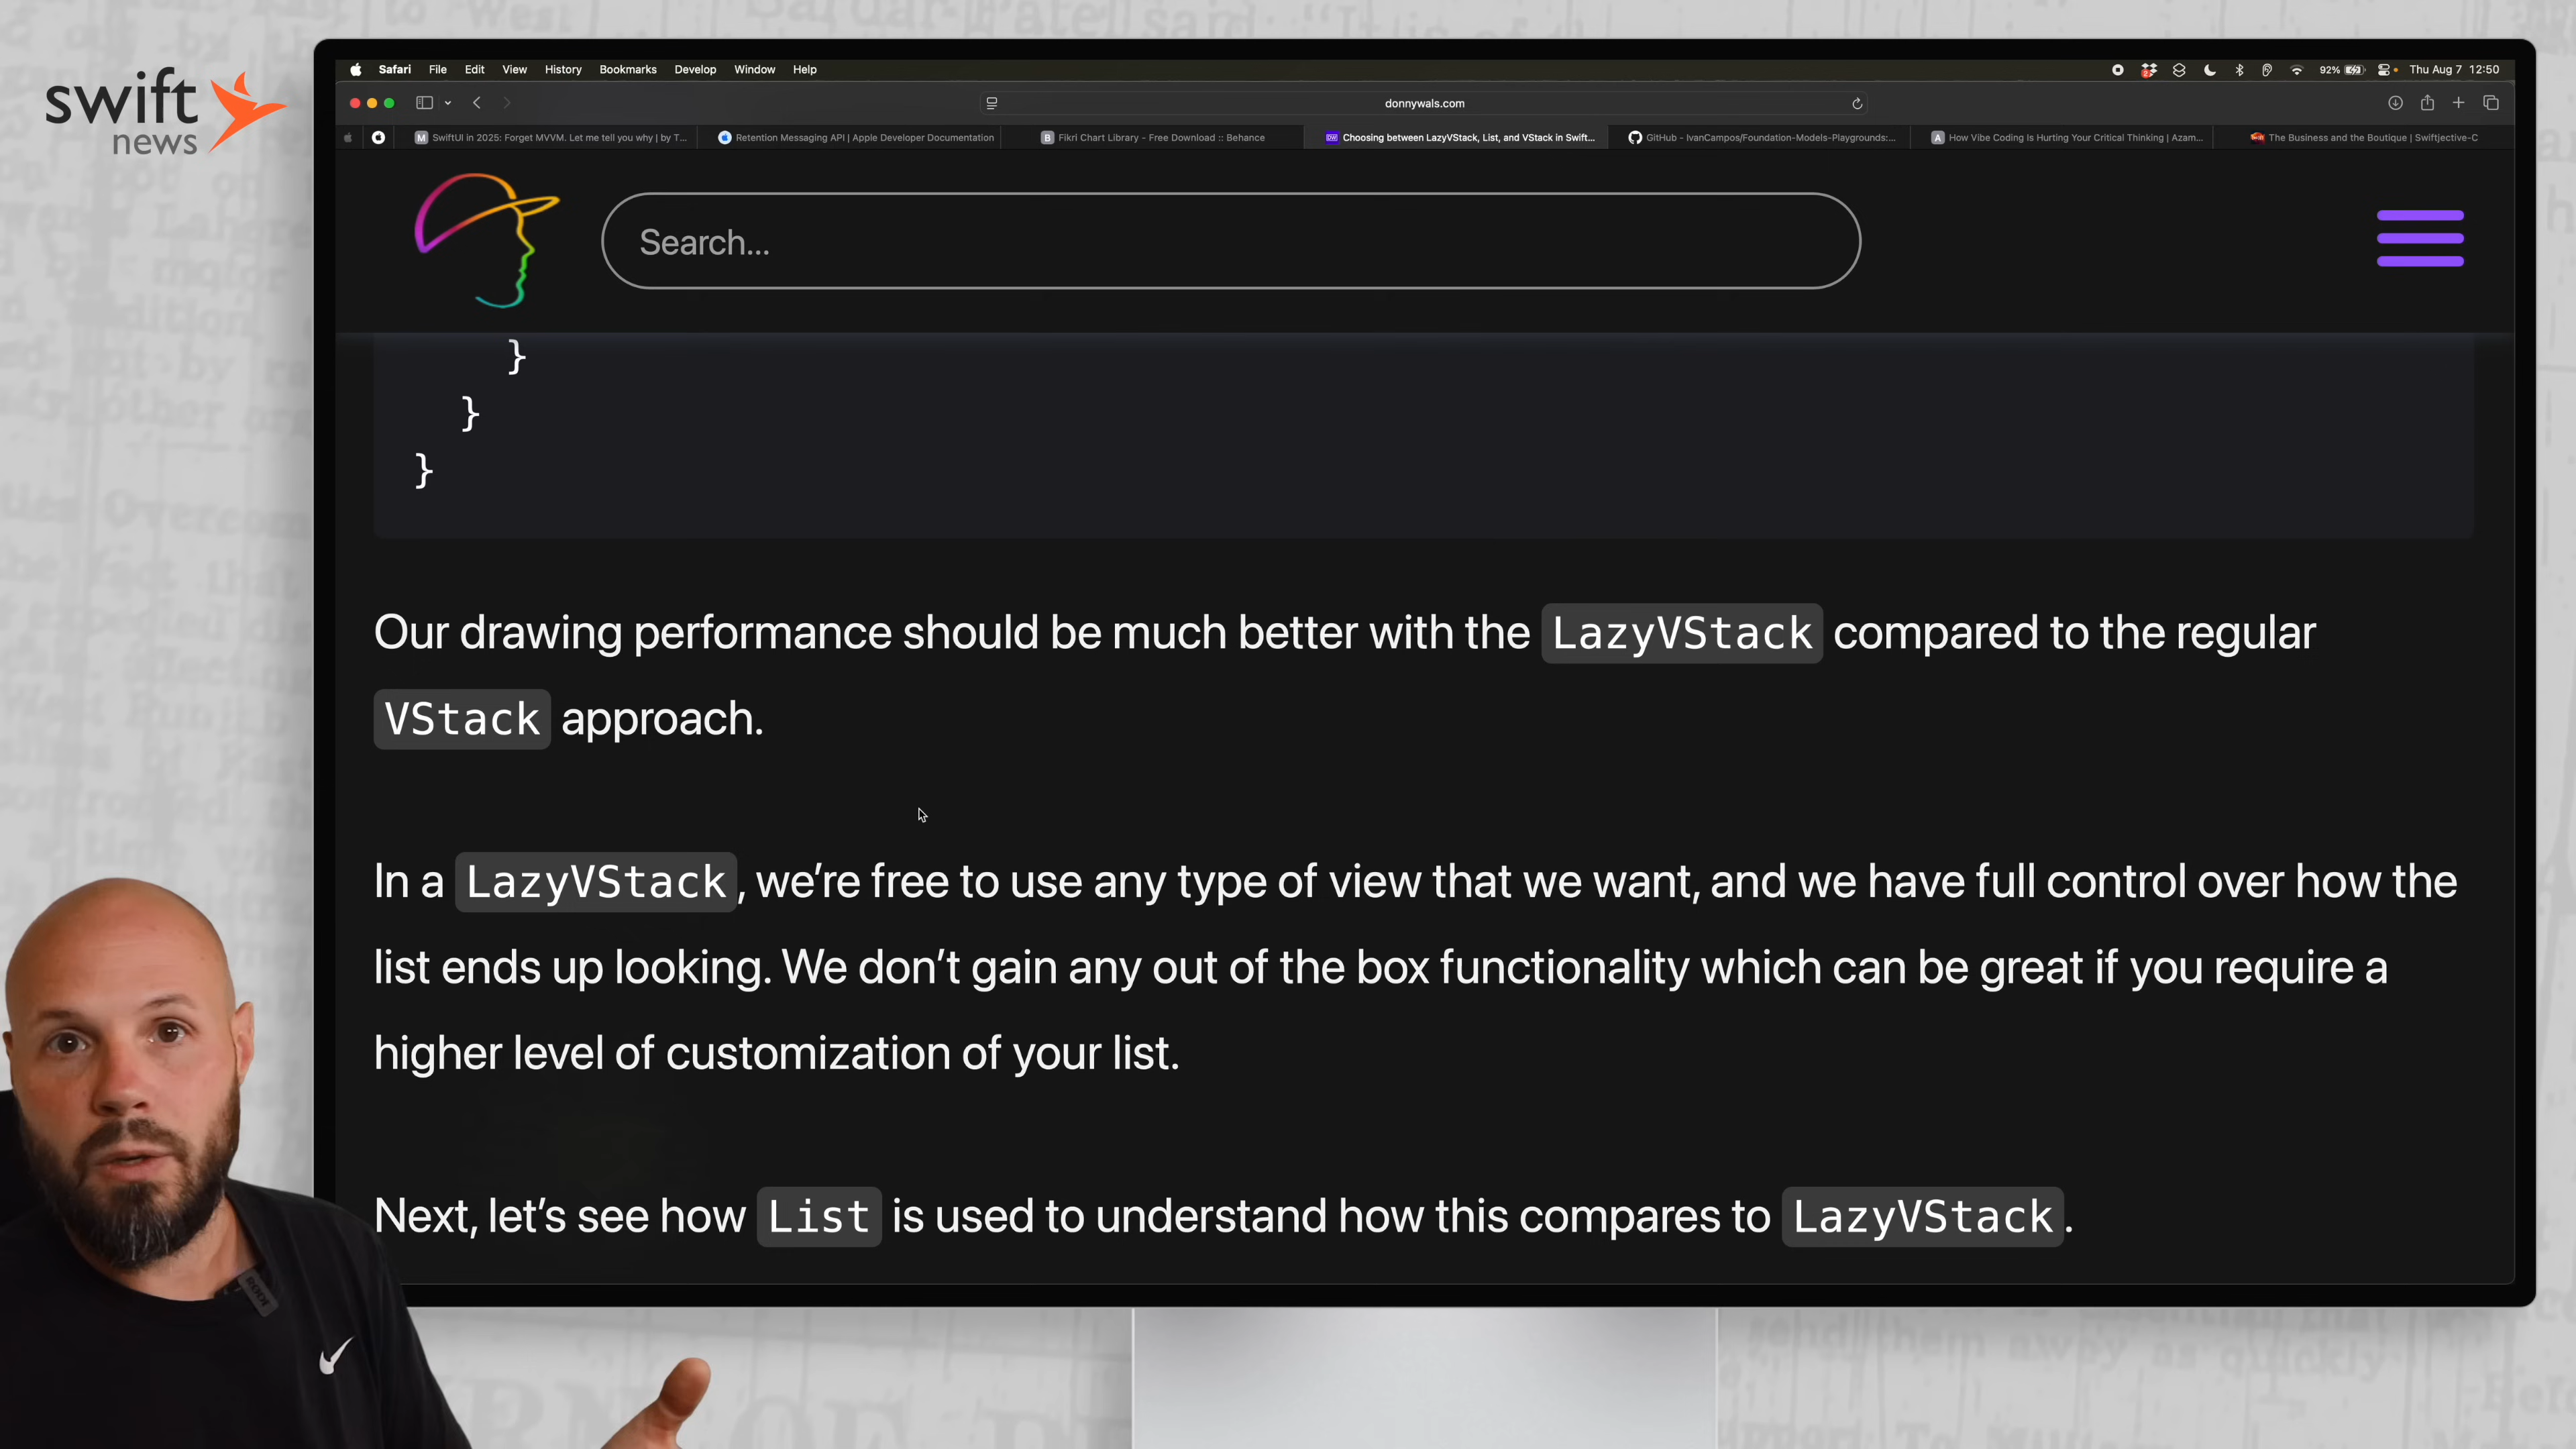 swift
news
Safari File Edit View History Bookmarks Develop Window Help
92% Thu Aug 7 12:50
donnywals.com
SwiftUI in 2025: Forget MVVM. Let me tell you why | by T...
Retention Messaging API | Apple Developer Documentation
Fikri Chart Library - Free Download :: Behance
Choosing between LazyVStack, List, and VStack in Swift...
GitHub - IvanCampos/Foundation-Models-Playgrounds:...
How Vibe Coding Is Hurting Your Critical Thinking | Azam...
The Business and the Boutique | Swiftjective-C
Search...
}
}
}
Our drawing performance should be much better with the LazyVStack compared to the regular
VStack approach.
In a LazyVStack, we’re free to use any type of view that we want, and we have full control over how the
list ends up looking. We don’t gain any out of the box functionality which can be great if you require a
higher level of customization of your list.
Next, let’s see how List is used to understand how this compares to LazyVStack.
RODE